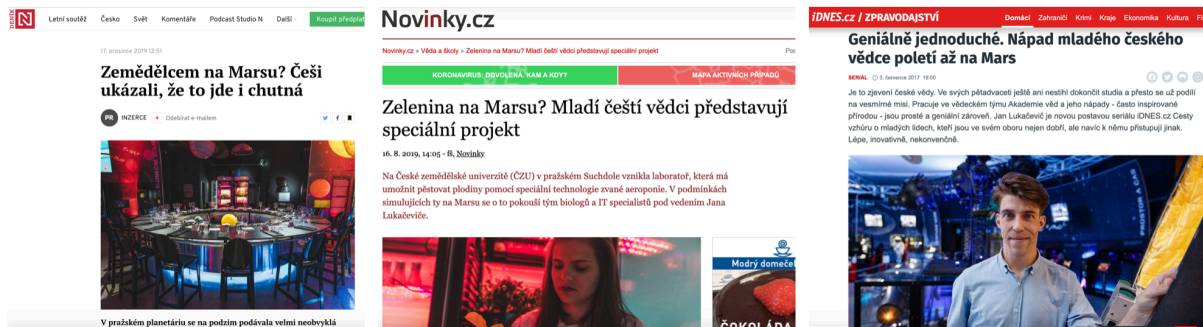 DENÍK
N
Letní soutěž Česko Svět Komentáře Podcast Studio N Další
Koupit předplat
17. prosince 2019 12:51
Zemědělcem na Marsu? Češi
ukázali, že to jde i chutná
PR INZERCE + Odebírat e-mailem
V pražském planetáriu se na podzim podávala velmi neobvyklá
Novinky.cz
Novinky.cz » Věda a školy » Zelenina na Marsu? Mladí čeští vědci představují speciální projekt
KORONAVIRUS: DOVOLENÁ. KAM A KDY?
MAPA AKTIVNÍCH PŘÍPADŮ
Zelenina na Marsu? Mladí čeští vědci představují
speciální projekt
16. 8. 2019, 14:05 - fš, Novinky
Na České zemědělské univerzitě (ČZU) v pražském Suchdole vznikla laboratoř, která má
umožnit pěstovat plodiny pomocí speciální technologie zvané aeroponie. V podmínkách
simulujících ty na Marsu se o to pokouší tým biologů a IT specialistů pod vedením Jana
Lukačeviče.
Modrý domeček
ČOKOLÁDA
iDNES.cz / ZPRAVODAJSTVÍ
Domácí Zahraničí Krimi Kraje Ekonomika Kultura
Geniálně jednoduché. Nápad mladého českého
vědce poletí až na Mars
SERIÁL 3. července 2017 19:00
Je to zjevení české vědy. Ve svých pětadvaceti ještě ani nestihl dokončit studia a přesto se už podílí
na vesmírné misi. Pracuje ve vědeckém týmu Akademie věd a jeho nápady - často inspirované
přírodou - jsou prosté a geniální zároveň. Jan Lukačevič je novou postavou seriálu iDNES.cz Cesty
vzhůru o mladých lidech, kteří jsou ve svém oboru nejen dobří, ale navíc k němu přistupují jinak.
Lépe, inovativně, nekonvenčně.